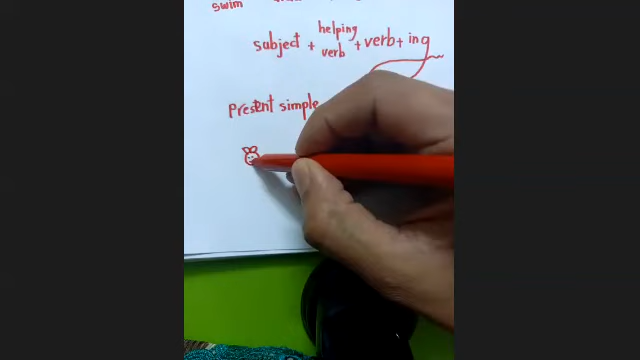 swim
helping
subject + verb + verb + ing
Present simple